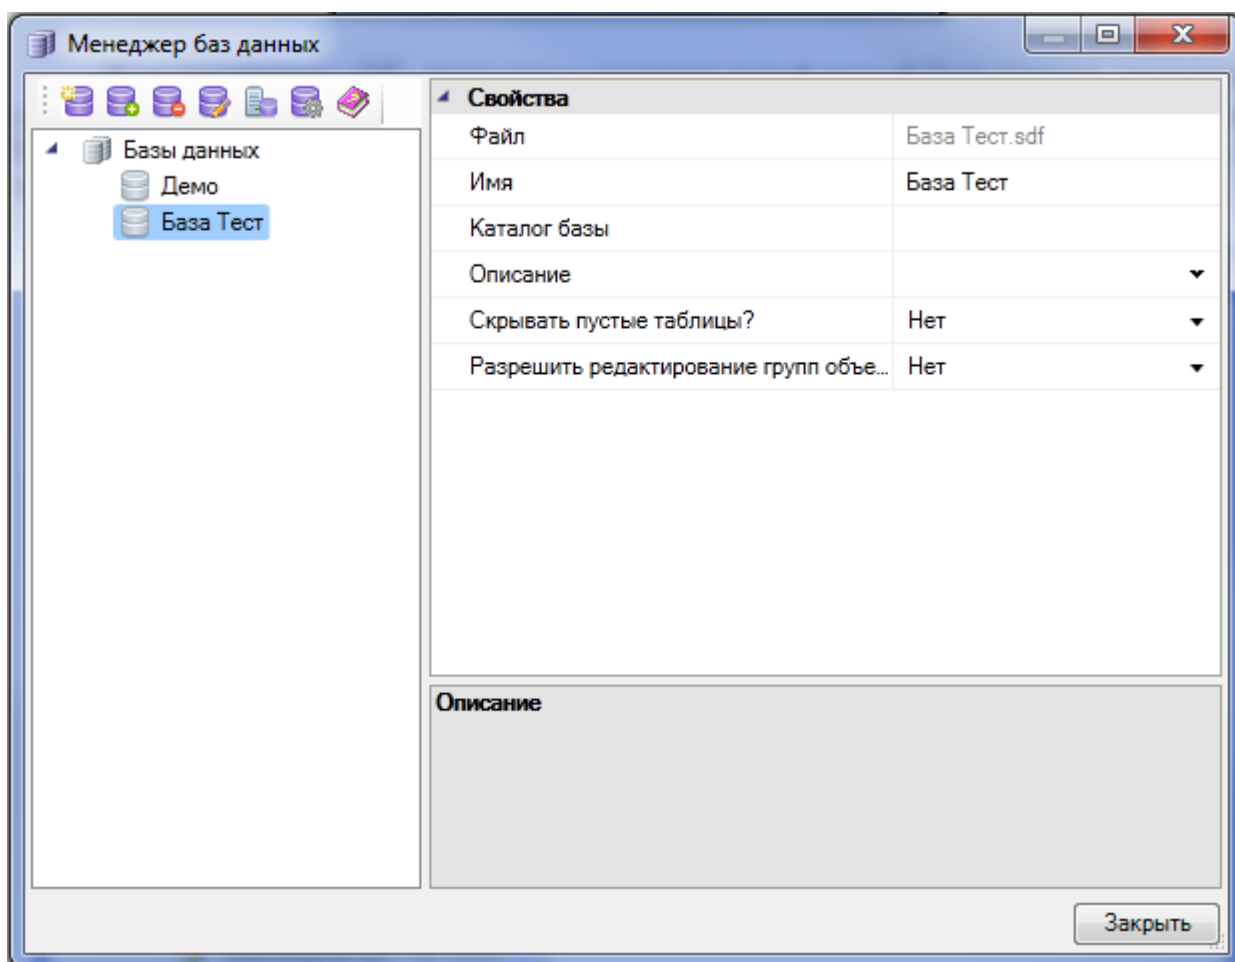 Менеджер баз данных
Базы данных
Демо
База Тест
Свойства
Файл База Тест.sdf
Имя База Тест
Каталог базы
Описание
Скрывать пустые таблицы? Нет
Разрешить редактирование групп объе... Нет
Описание
Закрыть